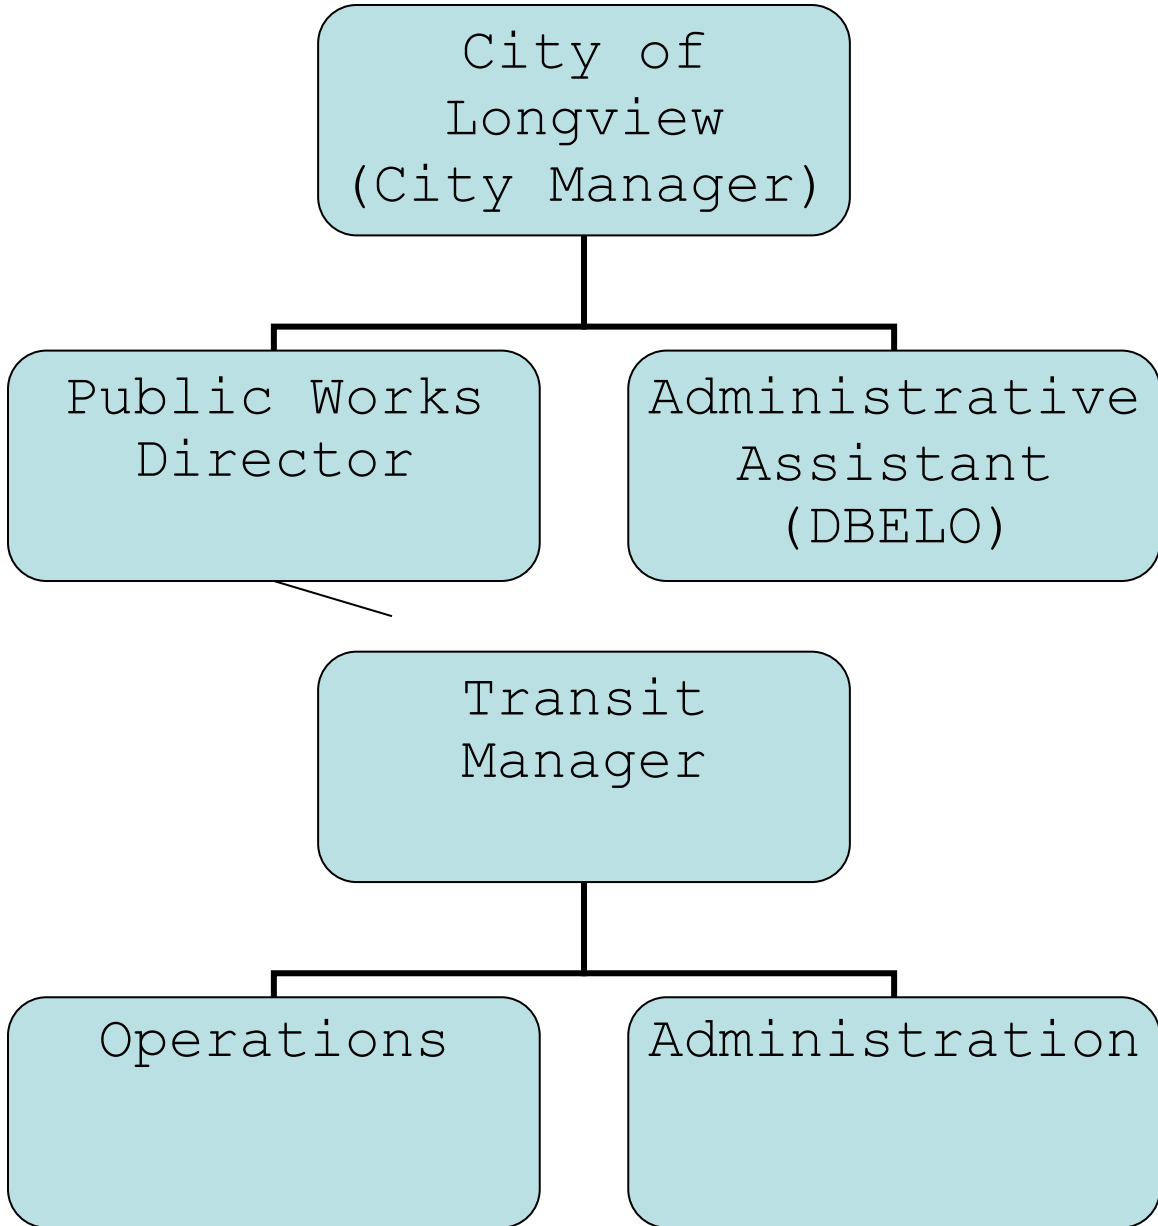 City of
Longview
(City Manager)
Public Works
Director
Administrative
Assistant
(DBELO)
Transit
Manager
Operations
Administration